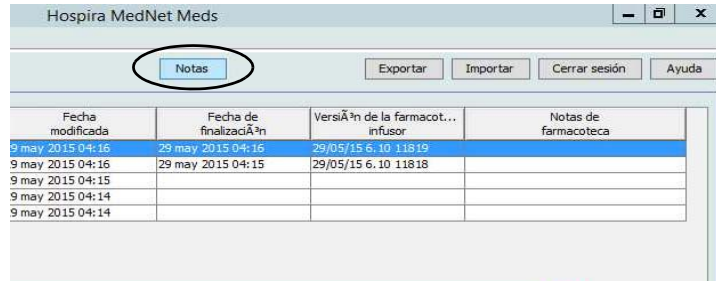 Hospira MedNet Meds
Notas Exportar Importar Cerrar sesión Ayuda
Fecha modificada Fecha de finalizaciÃ³n VersiÃ³n de la farmacot... infusor Notas de farmacoteca
9 may 2015 04:16 29 may 2015 04:16 29/05/15 6.10 11819
9 may 2015 04:16 29 may 2015 04:15 29/05/15 6.10 11818
9 may 2015 04:15
9 may 2015 04:14
9 may 2015 04:14